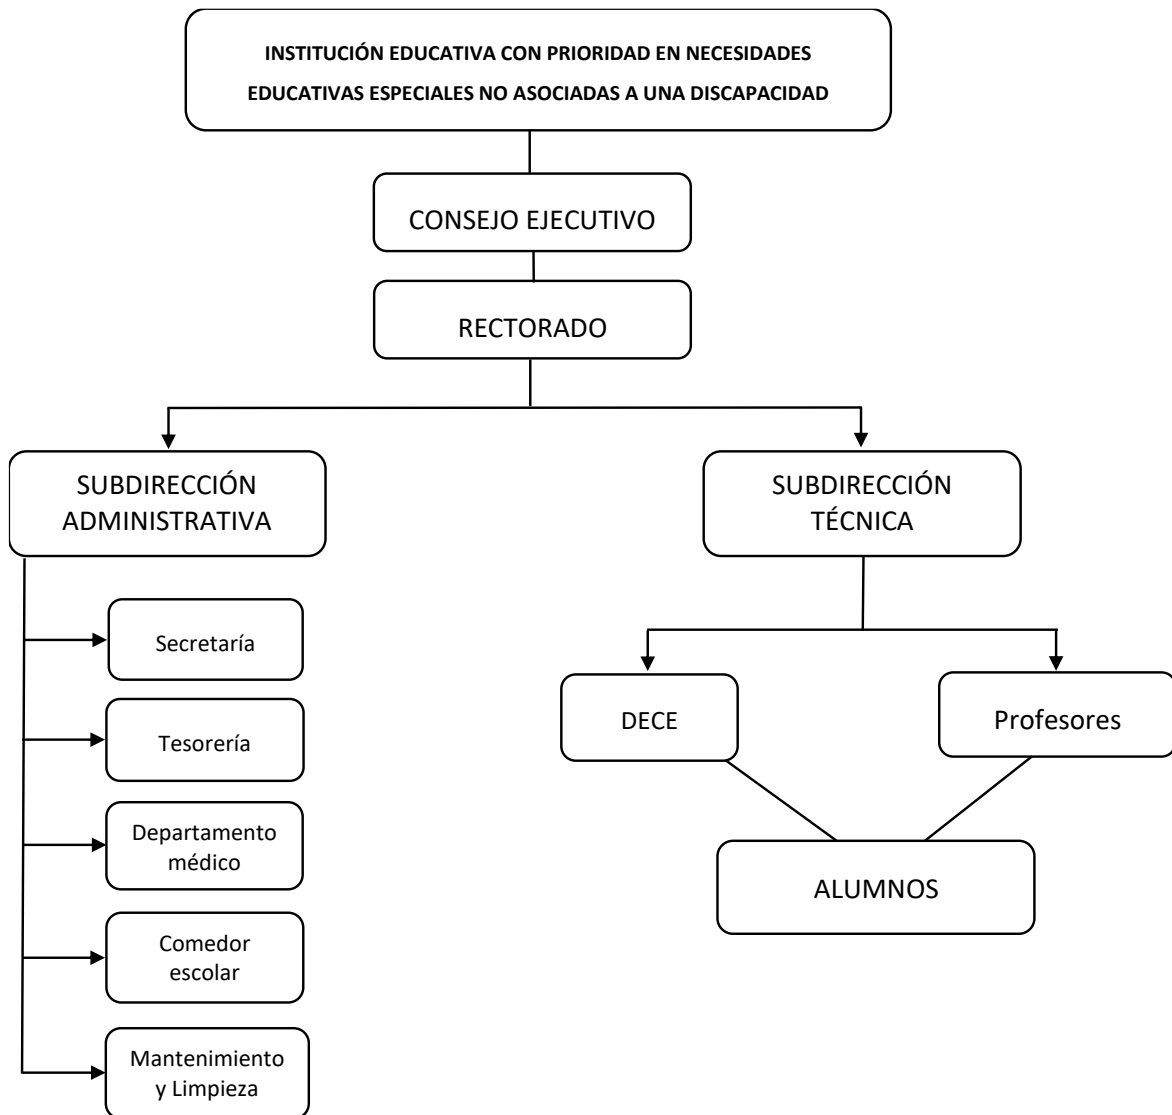 INSTITUCIÓN EDUCATIVA CON PRIORIDAD EN NECESIDADES
EDUCATIVAS ESPECIALES NO ASOCIADAS A UNA DISCAPACIDAD
CONSEJO EJECUTIVO
RECTORADO
SUBDIRECCIÓN
ADMINISTRATIVA
SUBDIRECCIÓN
TÉCNICA
Secretaría
Tesorería
Departamento
médico
Comedor
escolar
Mantenimiento
y Limpieza
DECE
Profesores
ALUMNOS